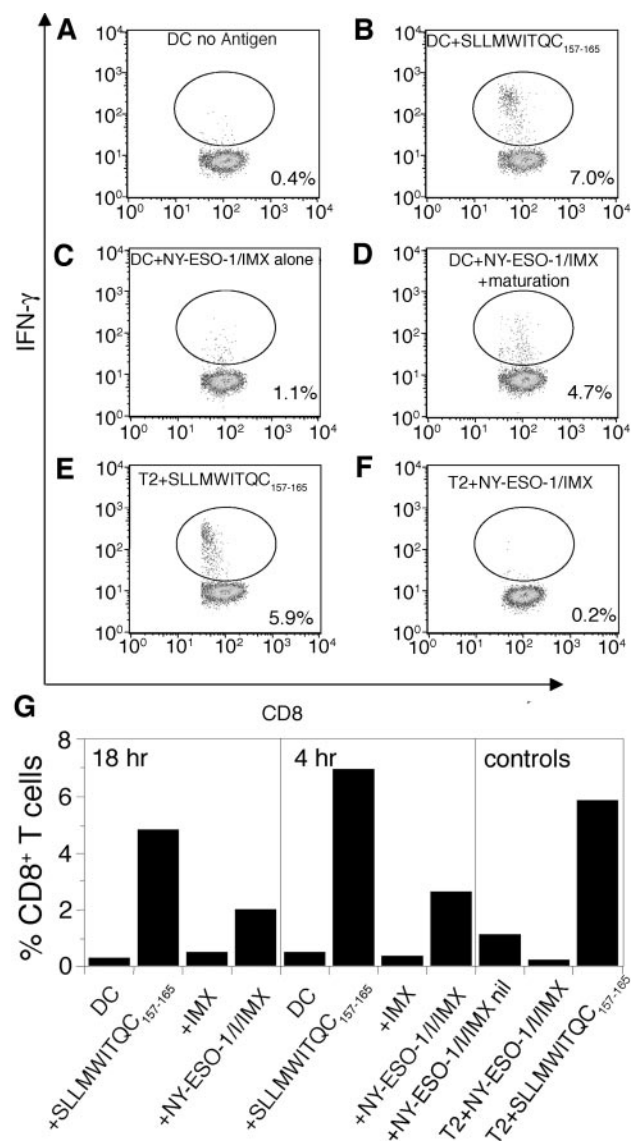 A
DC no Antigen
10⁴
10³
10²
10¹
10⁰
0.4%
10⁰ 10¹ 10² 10³ 10⁴
B
DC+SLLMWITQC₁₅₇₋₁₆₅
10⁴
10³
10²
10¹
10⁰
7.0%
10⁰ 10¹ 10² 10³ 10⁴
C
DC+NY-ESO-1/IMX alone
10⁴
10³
10²
10¹
10⁰
1.1%
10⁰ 10¹ 10² 10³ 10⁴
D
DC+NY-ESO-1/IMX
+maturation
10⁴
10³
10²
10¹
10⁰
4.7%
10⁰ 10¹ 10² 10³ 10⁴
IFN-γ
E
T2+SLLMWITQC₁₅₇₋₁₆₅
10⁴
10³
10²
10¹
10⁰
5.9%
10⁰ 10¹ 10² 10³ 10⁴
F
T2+NY-ESO-1/IMX
10⁴
10³
10²
10¹
10⁰
0.2%
10⁰ 10¹ 10² 10³ 10⁴
CD8
G
% CD8⁺ T cells
8
6
4
2
0
18 hr
4 hr
controls
DC
+SLLMWITQC₁₅₇₋₁₆₅
+IMX
+NY-ESO-1/I/IMX
DC
+SLLMWITQC₁₅₇₋₁₆₅
+IMX
+NY-ESO-1/I/IMX
+NY-ESO-1/I/IMX nil
T2+NY-ESO-1/I/IMX
T2+SLLMWITQC₁₅₇₋₁₆₅